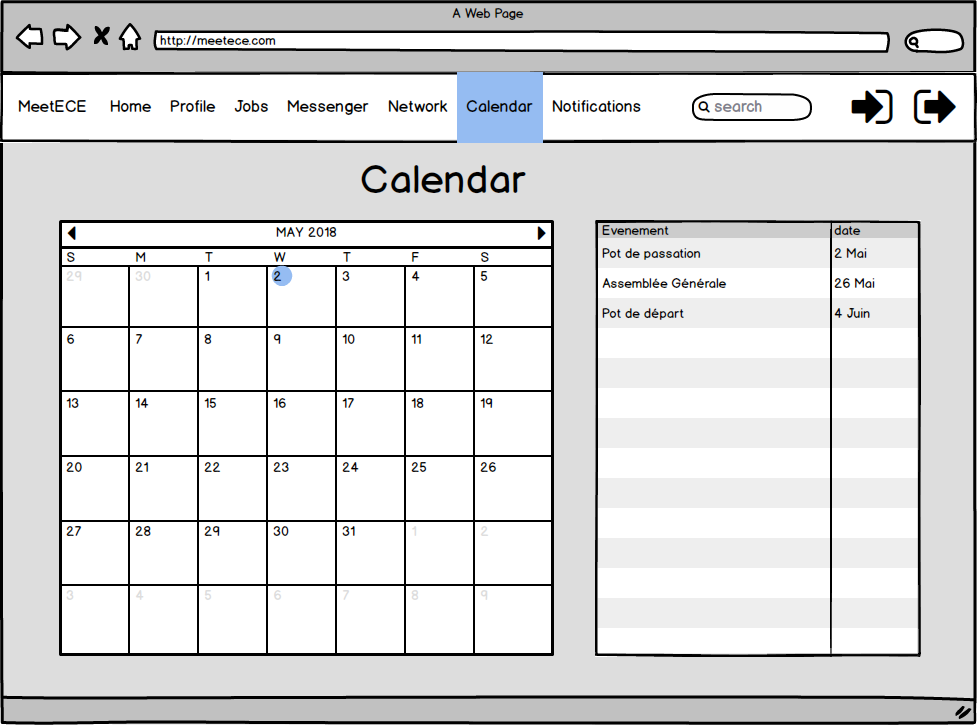 A Web Page
http://meetece.com
MeetECE Home Profile Jobs Messenger Network Calendar Notifications search
Calendar
MAY 2018
S M T W T F S
29 30 1 2 3 4 5
6 7 8 9 10 11 12
13 14 15 16 17 18 19
20 21 22 23 24 25 26
27 28 29 30 31 1 2
3 4 5 6 7 8 9
Evenement date
Pot de passation 2 Mai
Assemblée Générale 26 Mai
Pot de départ 4 Juin